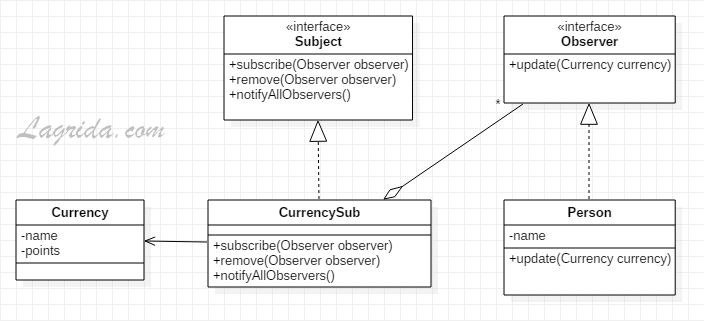 «interface»
Subject
+subscribe(Observer observer)
+remove(Observer observer)
+notifyAllObservers()
«interface»
Observer
+update(Currency currency)
*
Lagrida.com
Currency
-name
-points
CurrencySub
+subscribe(Observer observer)
+remove(Observer observer)
+notifyAllObservers()
Person
-name
+update(Currency currency)